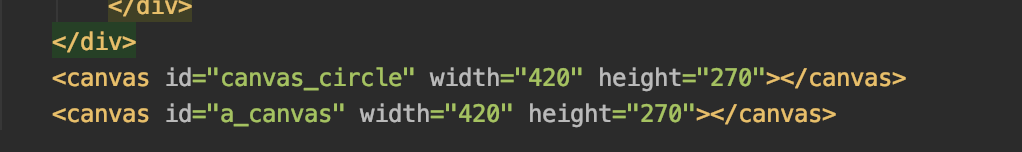 </div>
</div>
<canvas id="canvas_circle" width="420" height="270"></canvas>
<canvas id="a_canvas" width="420" height="270"></canvas>